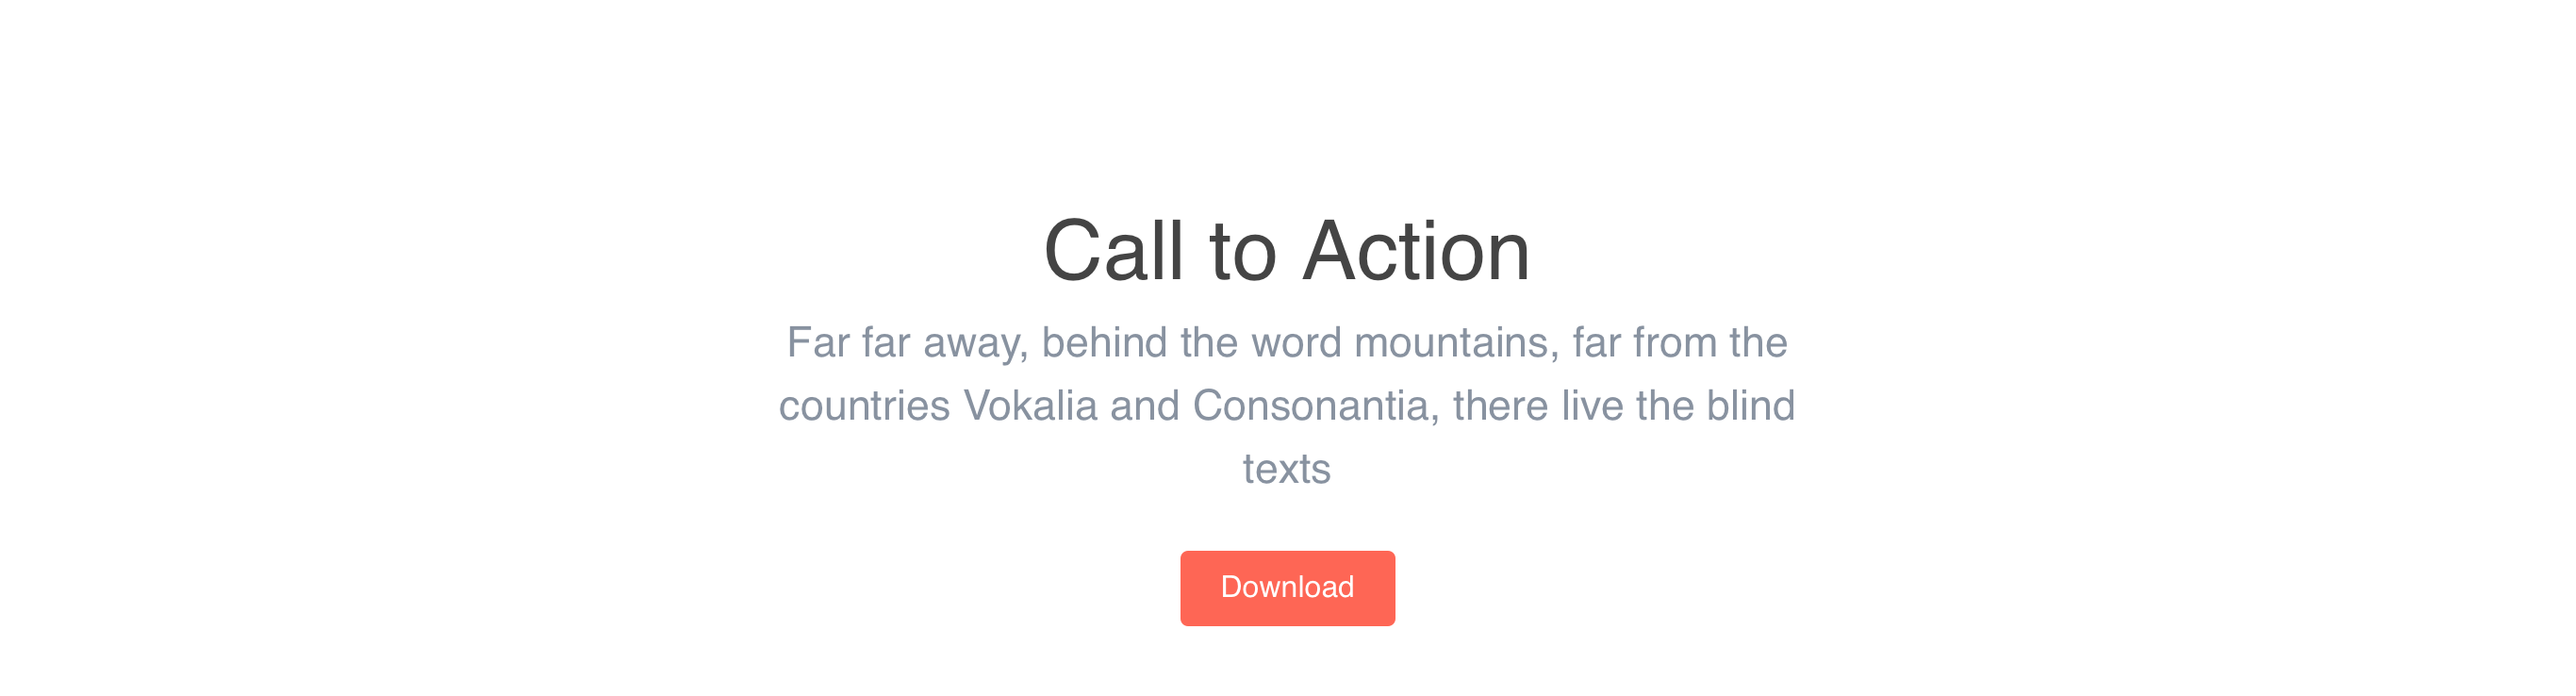 Call to Action
Far far away, behind the word mountains, far from the
countries Vokalia and Consonantia, there live the blind
texts
Download